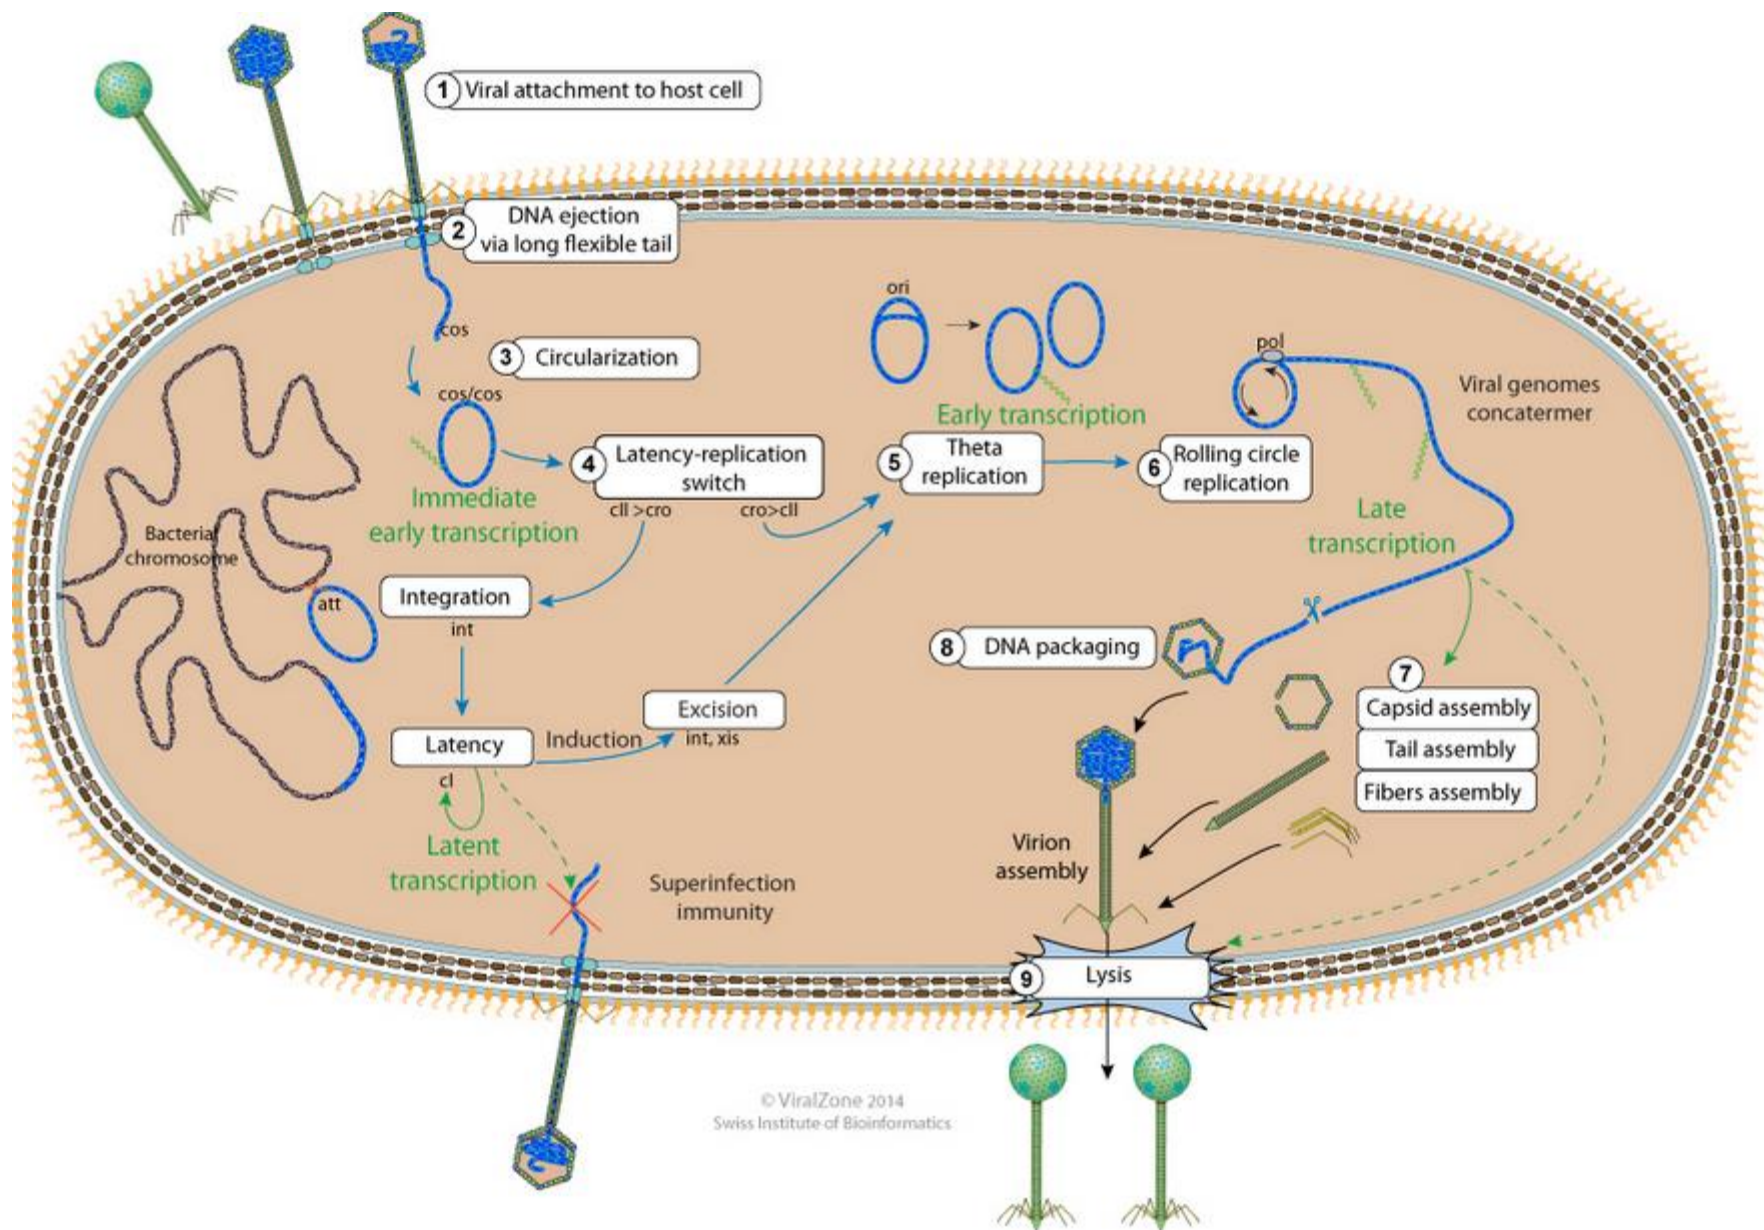 1 Viral attachment to host cell
2 DNA ejection
via long flexible tail
cos
3 Circularization
cos/cos
Immediate
early transcription
4 Latency-replication
switch
cll >cro
cro>cll
ori
Early transcription
5 Theta
replication
6 Rolling circle
replication
pol
Viral genomes
concatermer
Late
transcription
Bacterial
chromosome
att
Integration
int
Latency
cl
Induction
Excision
int, xis
Latent
transcription
Superinfection
immunity
8 DNA packaging
7
Capsid assembly
Tail assembly
Fibers assembly
Virion
assembly
9 Lysis
© ViralZone 2014
Swiss Institute of Bioinformatics